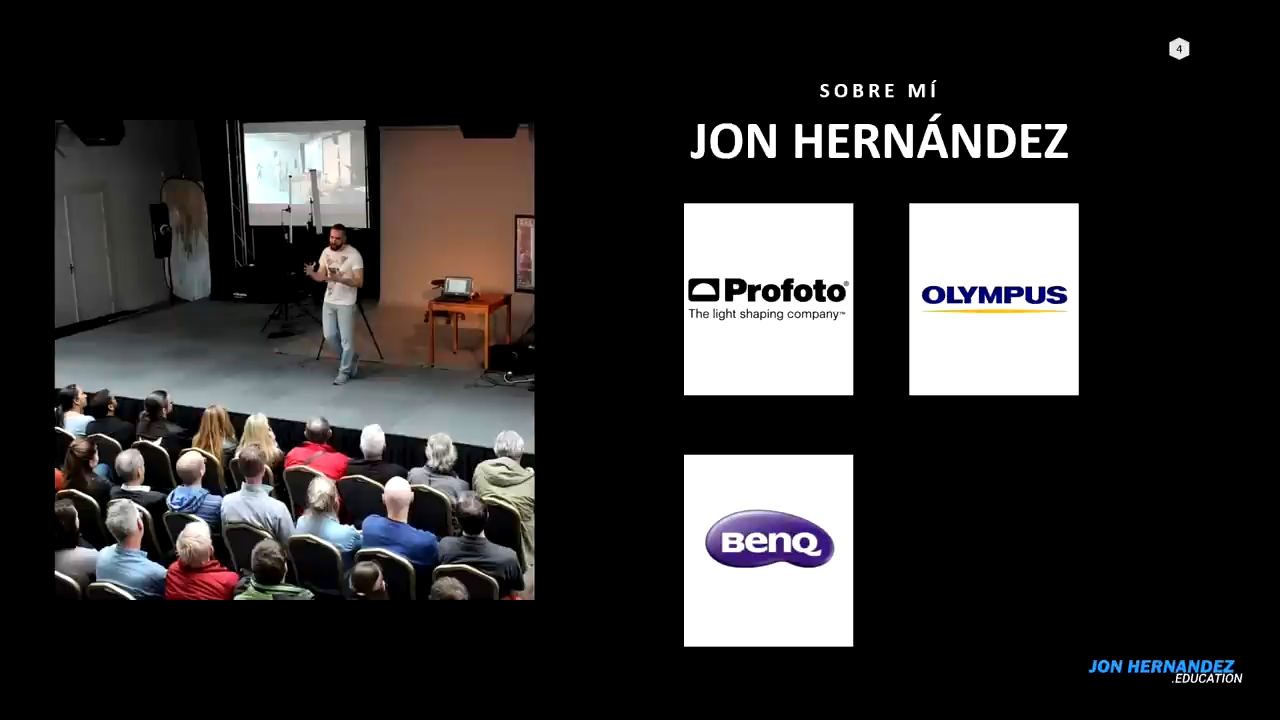 4
SOBRE MÍ
JON HERNÁNDEZ
Profoto®
The light shaping company™
OLYMPUS
BenQ
JON HERNANDEZ
.EDUCATION